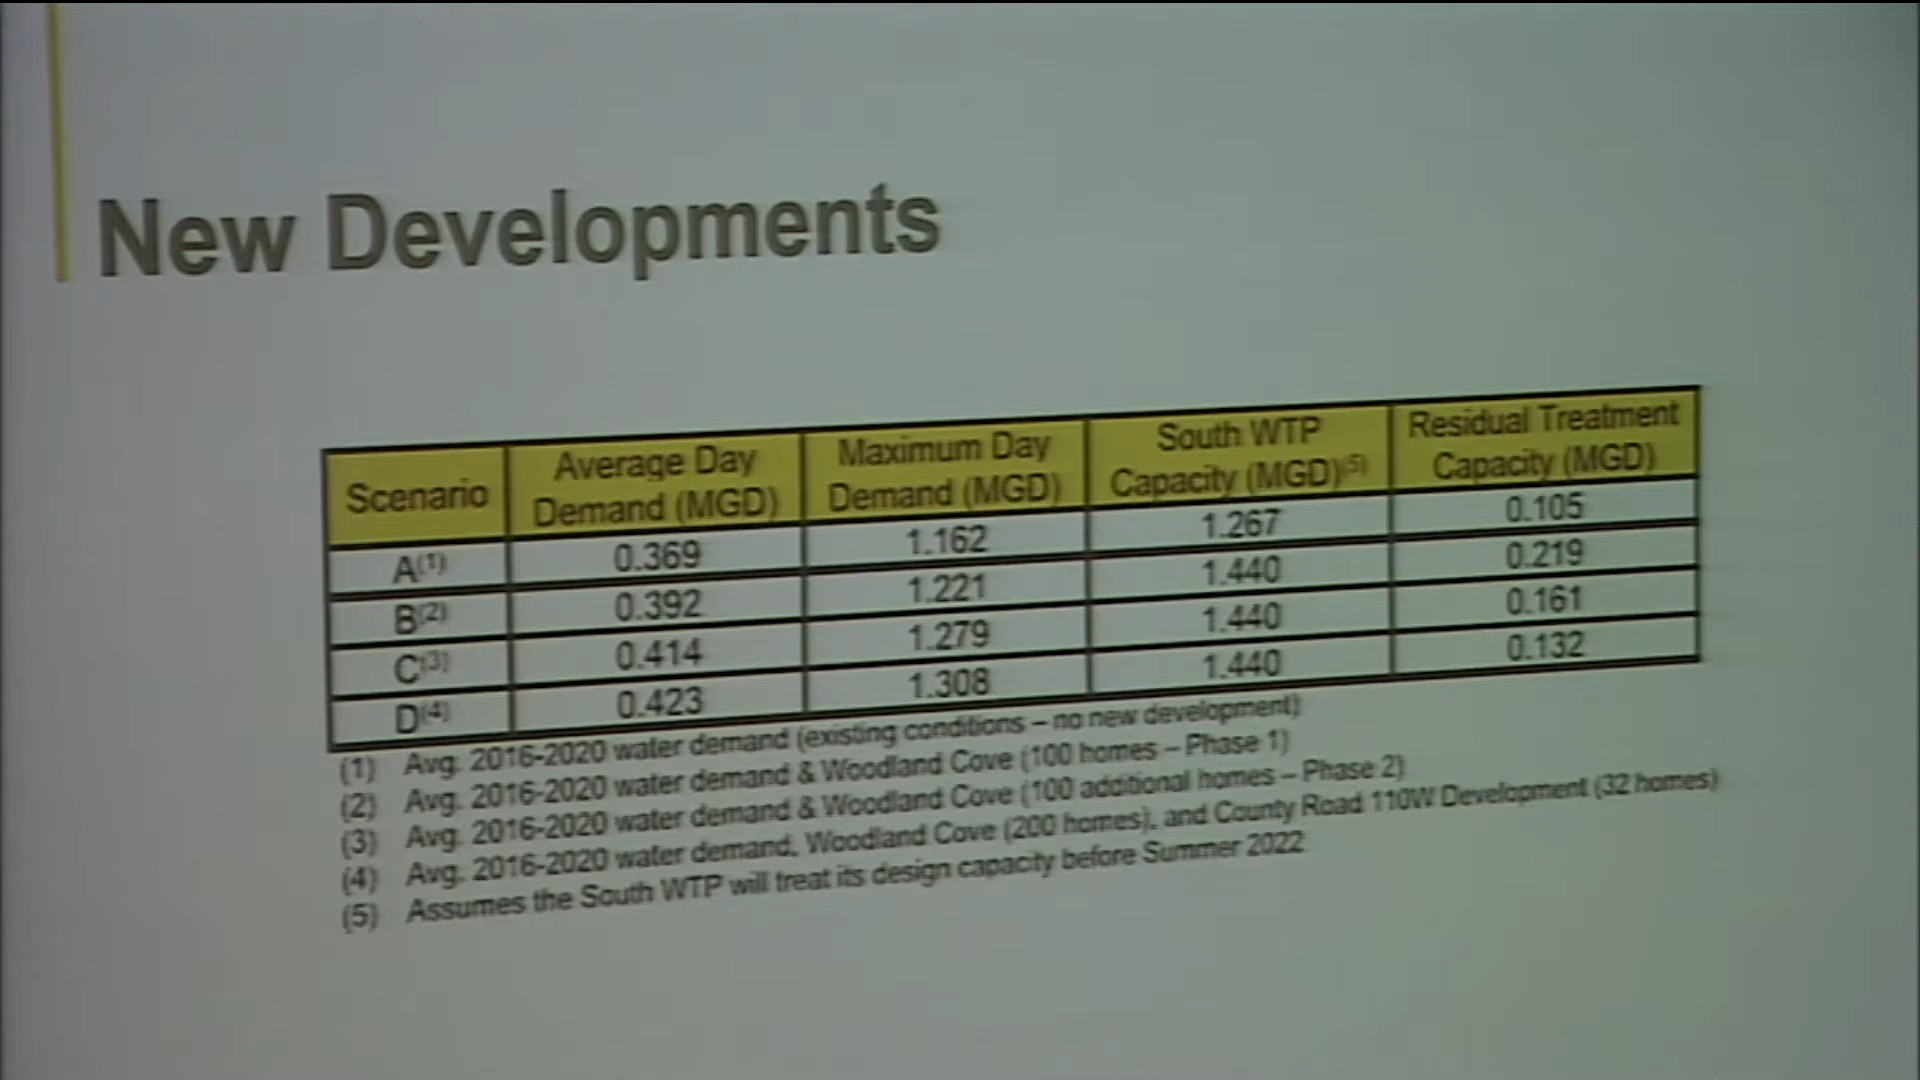 New Developments
Scenario Average Day Demand (MGD) Maximum Day Demand (MGD) South WTP Capacity (MGD)(5) Residual Treatment Capacity (MGD)
A(1) 0.369 1.162 1.267 0.105
B(2) 0.392 1.221 1.440 0.219
C(3) 0.414 1.279 1.440 0.161
D(4) 0.423 1.308 1.440 0.132
(1) Avg. 2016-2020 water demand (existing conditions – no new development)
(2) Avg. 2016-2020 water demand & Woodland Cove (100 homes – Phase 1)
(3) Avg. 2016-2020 water demand & Woodland Cove (100 additional homes – Phase 2)
(4) Avg. 2016-2020 water demand, Woodland Cove (200 homes), and County Road 110W Development (32 homes)
(5) Assumes the South WTP will treat its design capacity before Summer 2022